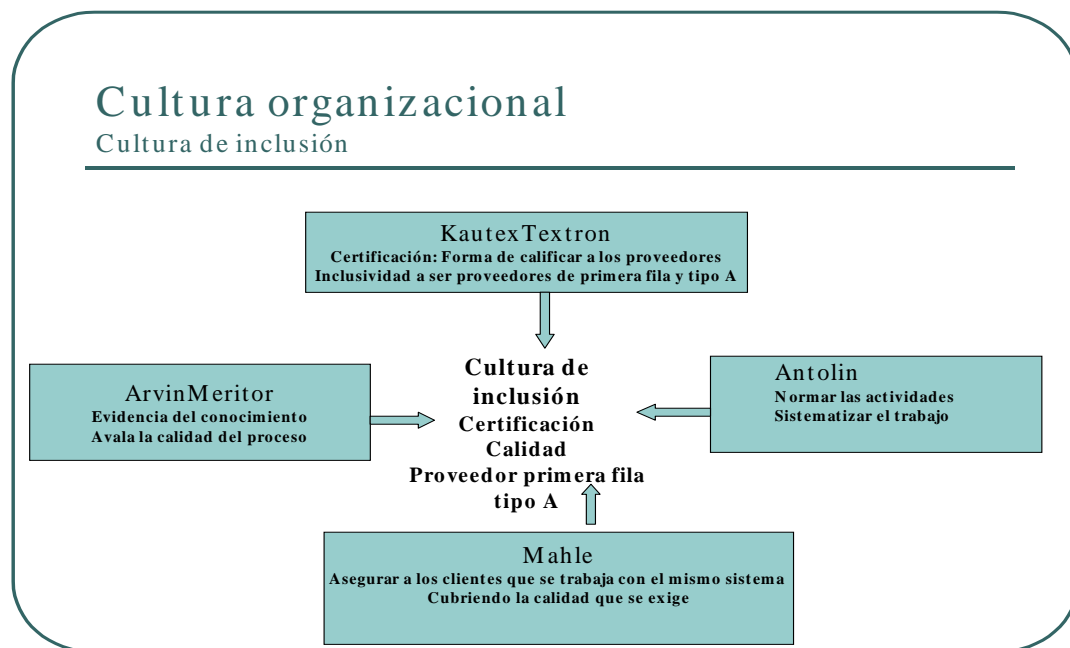 Cultura organizacional
Cultura de inclusión
KautexTextron
Certificación: Forma de calificar a los proveedores
Inclusividad a ser proveedores de primera fila y tipo A
ArvinMeritor
Evidencia del conocimiento
Avala la calidad del proceso
Cultura de
inclusión
Certificación
Calidad
Proveedor primera fila
tipo A
Antolin
Normar las actividades
Sistematizar el trabajo
Mahle
Asegurar a los clientes que se trabaja con el mismo sistema
Cubriendo la calidad que se exige